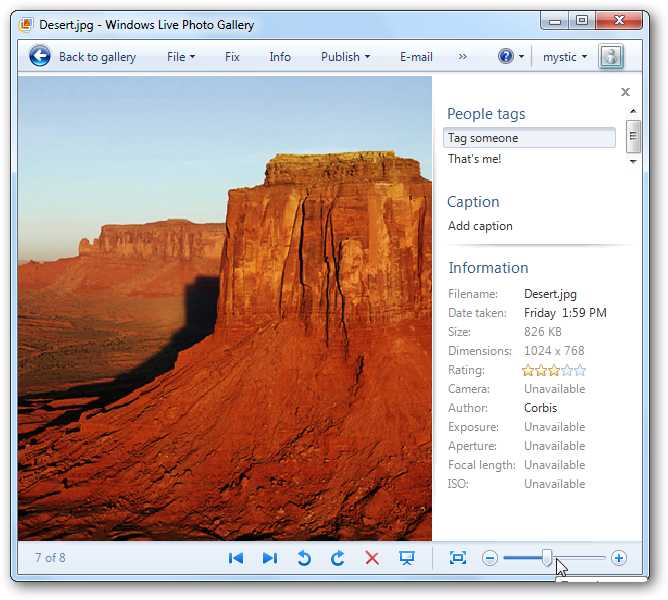 Desert.jpg - Windows Live Photo Gallery
Back to gallery File Fix Info Publish E-mail » mystic
People tags
Tag someone
That's me!
Caption
Add caption
Information
Filename: Desert.jpg
Date taken: Friday 1:59 PM
Size: 826 KB
Dimensions: 1024 x 768
Rating:
Camera: Unavailable
Author: Corbis
Exposure: Unavailable
Aperture: Unavailable
Focal length: Unavailable
ISO: Unavailable
7 of 8